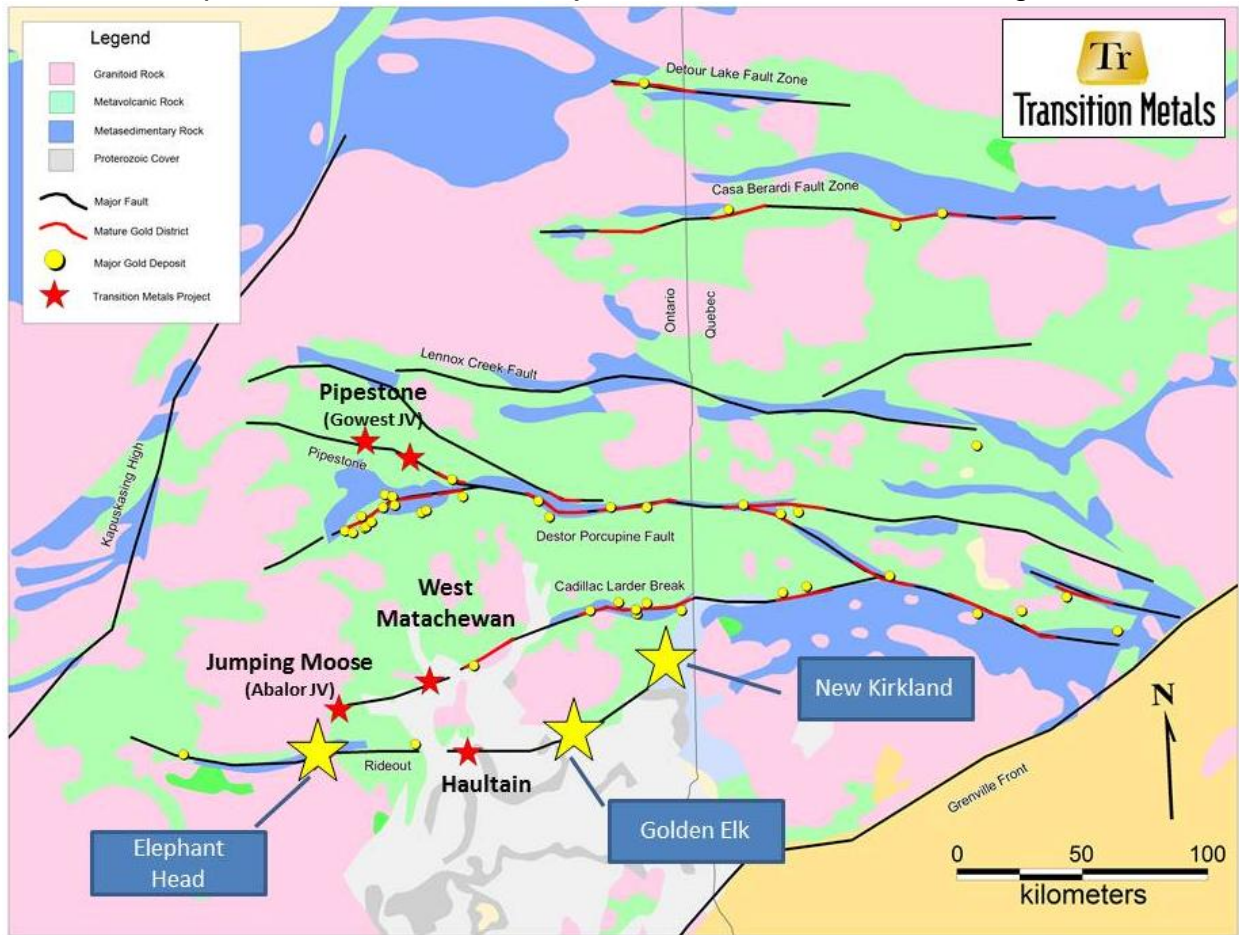 Legend
Granitoid Rock
Metavolcanic Rock
Metasedimentary Rock
Proterozoic Cover
Major Fault
Mature Gold District
Major Gold Deposit
Transition Metals Project
Tr
Transition Metals
Detour Lake Fault Zone
Casa Berardi Fault Zone
Ontario
Quebec
Lennox Creek Fault
Pipestone
(Gowest JV)
Pipestone
Kapuskasing High
Destor Porcupine Fault
Cadillac Larder Break
West
Matachewan
Jumping Moose
(Abalor JV)
New Kirkland
N
Rideout
Haultain
Grenville Front
Golden Elk
Elephant
Head
0 50 100
kilometers